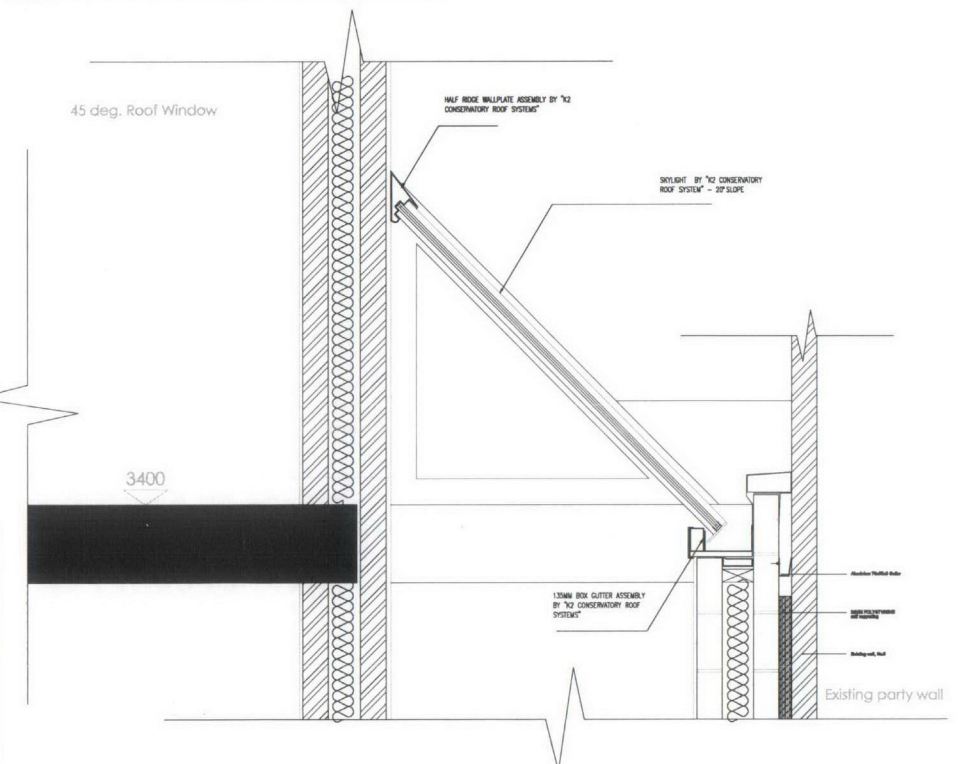 45 deg. Roof Window
HALF RIDGE WALLPLATE ASSEMBLY BY "K2
CONSERVATORY ROOF SYSTEMS"
SKYLIGHT BY "K2 CONSERVATORY
ROOF SYSTEM" - 20° SLOPE
3400
135MM BOX GUTTER ASSEMBLY
BY "K2 CONSERVATORY ROOF
SYSTEMS"
Existing party wall